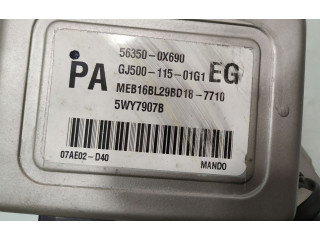 56350-0X690
PA GJ500-115-01G1 EG
MEB16BL29BD18-7710
5WY7907B
07AE02-D40 MANDO